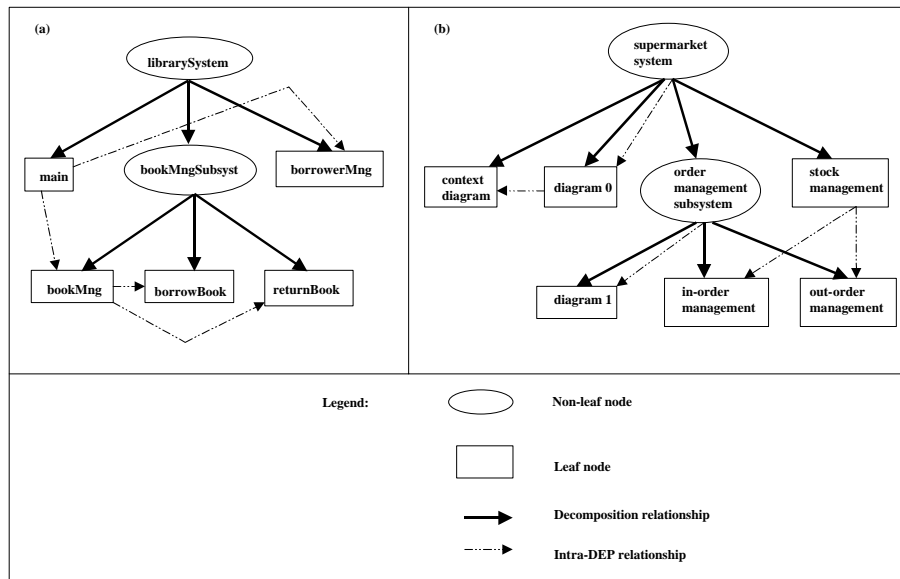 (a)
librarySystem
main
bookMngSubsyst
borrowerMng
bookMng
borrowBook
returnBook
(b)
supermarket
system
context
diagram
diagram 0
order
management
subsystem
stock
management
diagram 1
in-order
management
out-order
management
Legend:
Non-leaf node
Leaf node
Decomposition relationship
Intra-DEP relationship